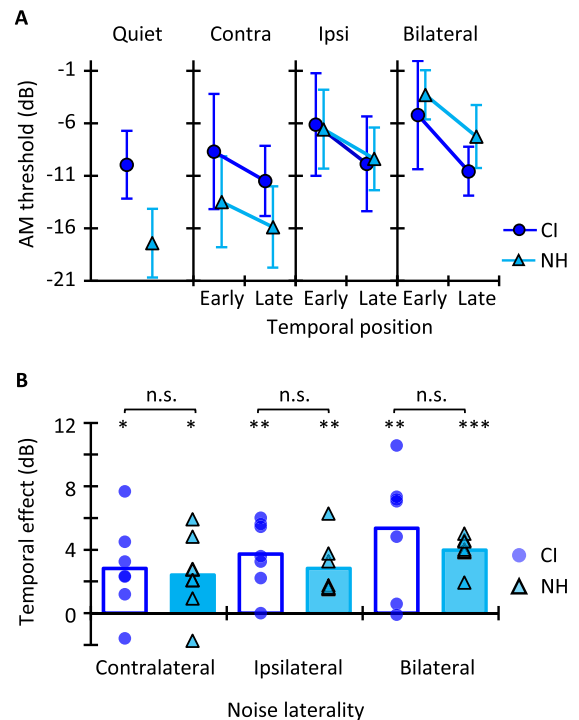 A
Quiet Contra Ipsi Bilateral
AM threshold (dB)
-1
-6
-11
-16
-21
CI
NH
Early Late Early Late Early Late
Temporal position
B
n.s. n.s. n.s.
* * ** ** ** ***
Temporal effect (dB)
12
8
4
0
CI
NH
Contralateral Ipsilateral Bilateral
Noise laterality